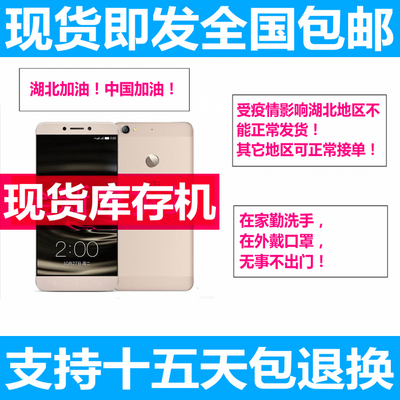 现货即发全国包邮
湖北加油！中国加油！
受疫情影响湖北地区不
能正常发货！
其它地区可正常接单！
现货库存机
2:00
在家勤洗手，
在外戴口罩，
无事不出门！
支持十五天包退换